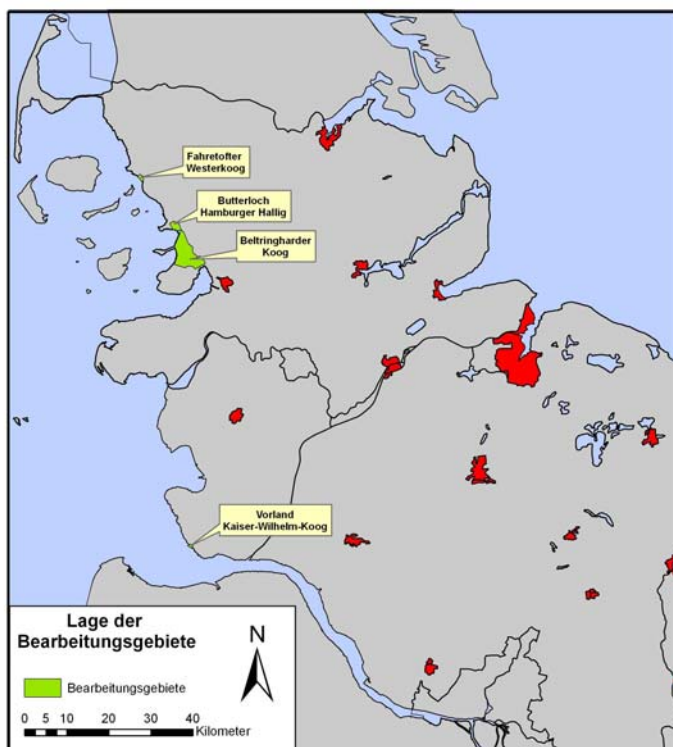 Fahretofter
Westerkoog
Butterloch
Hamburger Hallig
Beltringharder
Koog
Vorland
Kaiser-Wilhelm-Koog
Lage der
Bearbeitungsgebiete
N
Bearbeitungsgebiete
0 5 10 20 30 40
Kilometer